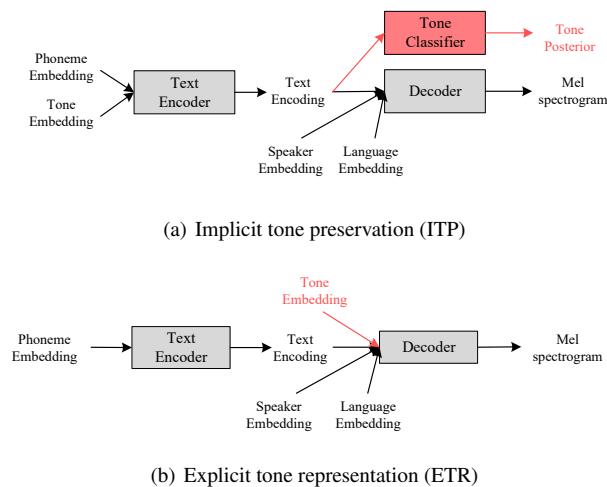 Phoneme
Embedding
Tone
Embedding
Text
Encoder
Text
Encoding
Tone
Classifier
Tone
Posterior
Decoder
Mel
spectrogram
Speaker
Embedding
Language
Embedding
(a) Implicit tone preservation (ITP)
Tone
Embedding
Phoneme
Embedding
Text
Encoder
Text
Encoding
Decoder
Mel
spectrogram
Speaker
Embedding
Language
Embedding
(b) Explicit tone representation (ETR)